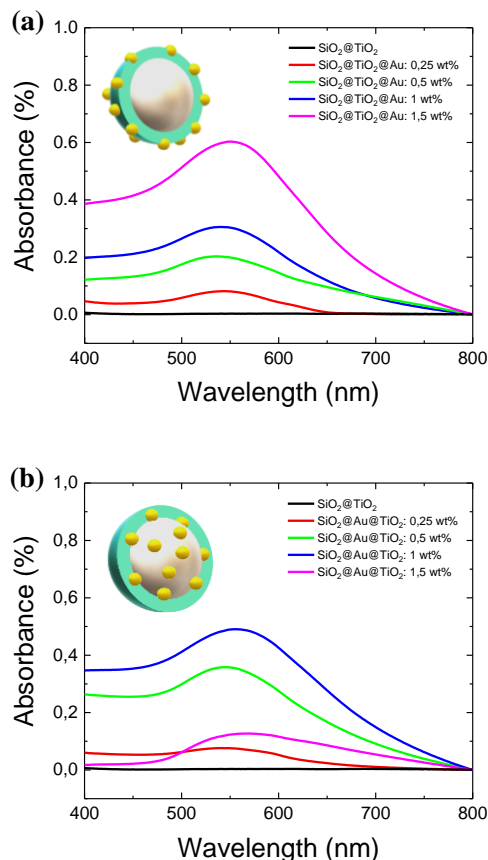 (a)
1,0
0,8
0,6
0,4
0.2
0.0
Absorbance (%)
SiO₂@TiO₂
SiO₂@TiO₂@Au: 0,25 wt%
SiO₂@TiO₂@Au: 0,5 wt%
SiO₂@TiO₂@Au: 1 wt%
SiO₂@TiO₂@Au: 1,5 wt%
400 500 600 700 800
Wavelength (nm)
(b)
1,0
0,8
0,6
0,4
0,2
0,0
Absorbance (%)
SiO₂@TiO₂
SiO₂@Au@TiO₂: 0,25 wt%
SiO₂@Au@TiO₂: 0,5 wt%
SiO₂@Au@TiO₂: 1 wt%
SiO₂@Au@TiO₂: 1,5 wt%
400 500 600 700 800
Wavelength (nm)